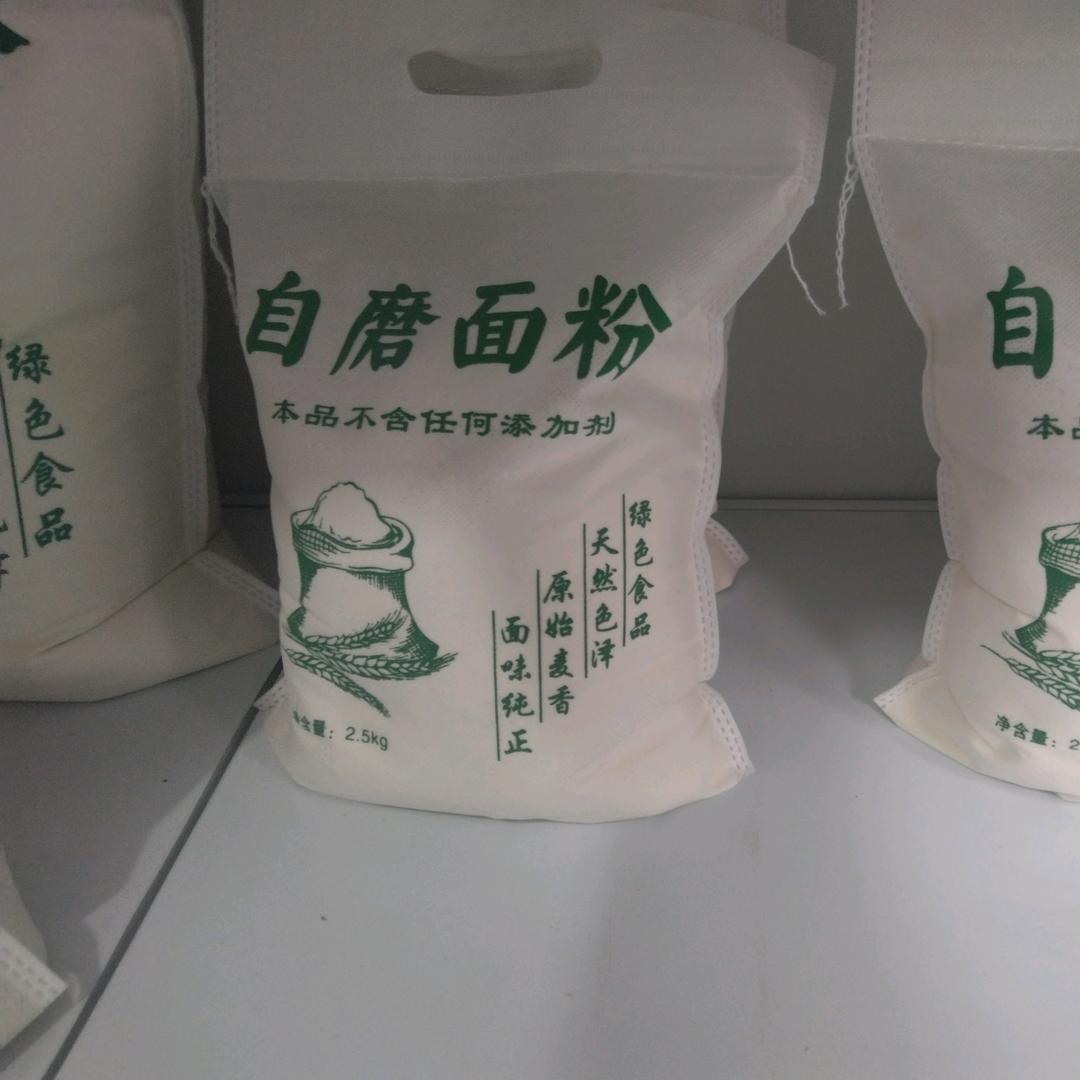 自磨面粉
本品不含任何添加剂
绿色食品
天然色泽
原始麦香
面味纯正
含量：2.5kg
绿色食品
自
本品
净含量：2